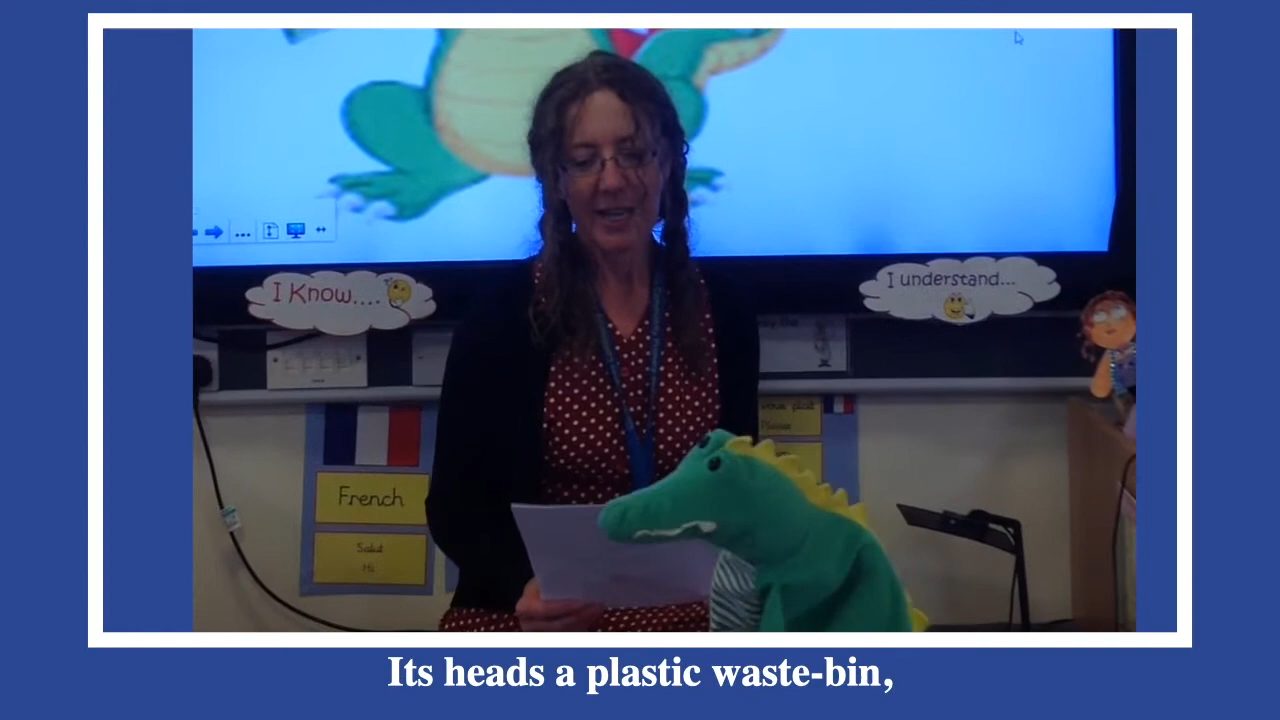 I Know....
I understand...
French
Salut
Hi
Its heads a plastic waste-bin,